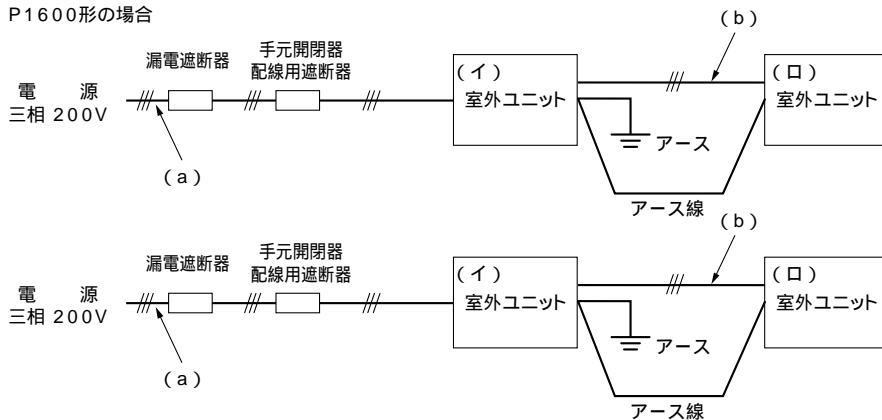 P1600形の場合
(b)
漏電遮断器
手元開閉器
配線用遮断器
(イ)
室外ユニット
(ロ)
室外ユニット
電 源
三相 200V
アース
(a)
アース線
(b)
漏電遮断器
手元開閉器
配線用遮断器
(イ)
室外ユニット
(ロ)
室外ユニット
電 源
三相 200V
アース
(a)
アース線